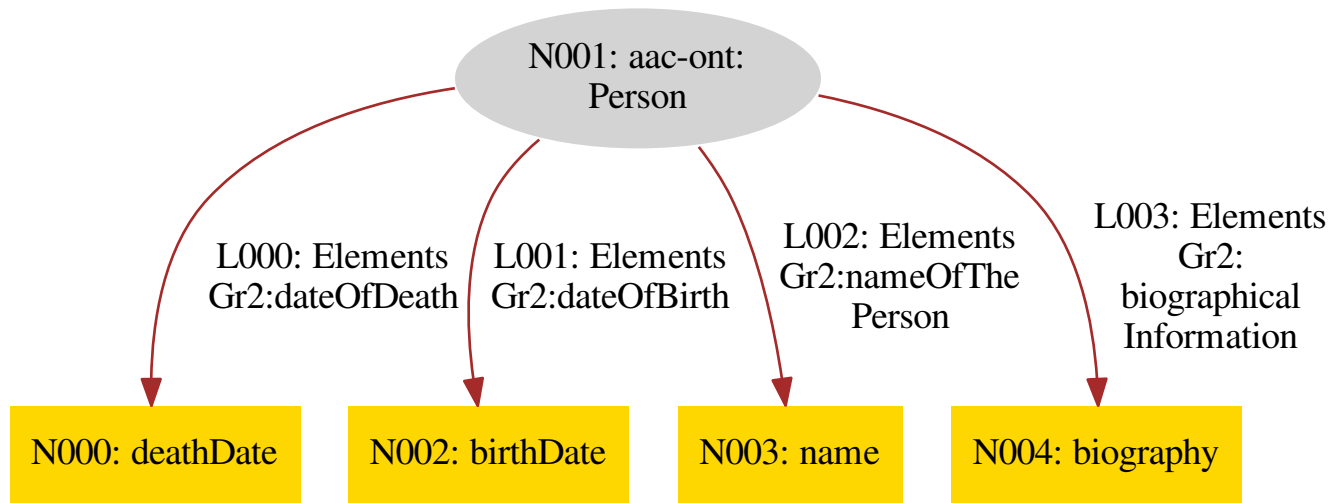 N001: aac-ont:
Person
L000: Elements
Gr2:dateOfDeath
L001: Elements
Gr2:dateOfBirth
L002: Elements
Gr2:nameOfThe
Person
L003: Elements
Gr2:
biographical
Information
N000: deathDate
N002: birthDate
N003: name
N004: biography